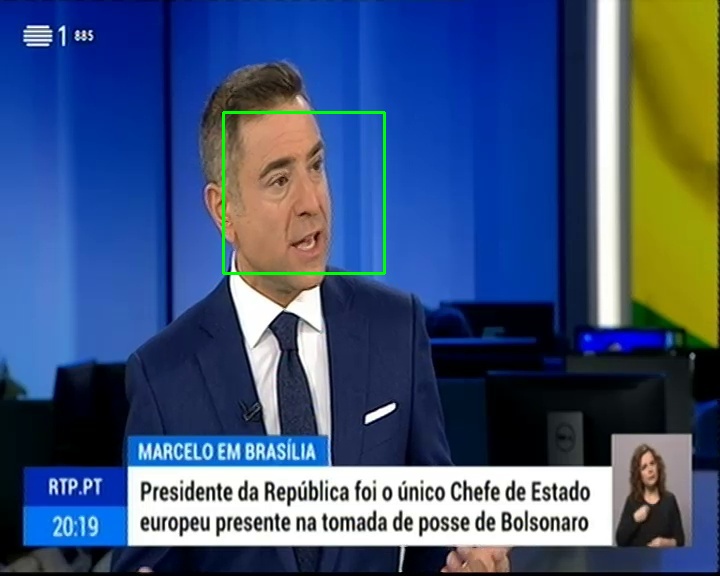 1 885
MARCELO EM BRASÍLIA
RTP.PT
Presidente da República foi o único Chefe de Estado
20:19
europeu presente na tomada de posse de Bolsonaro
DELL